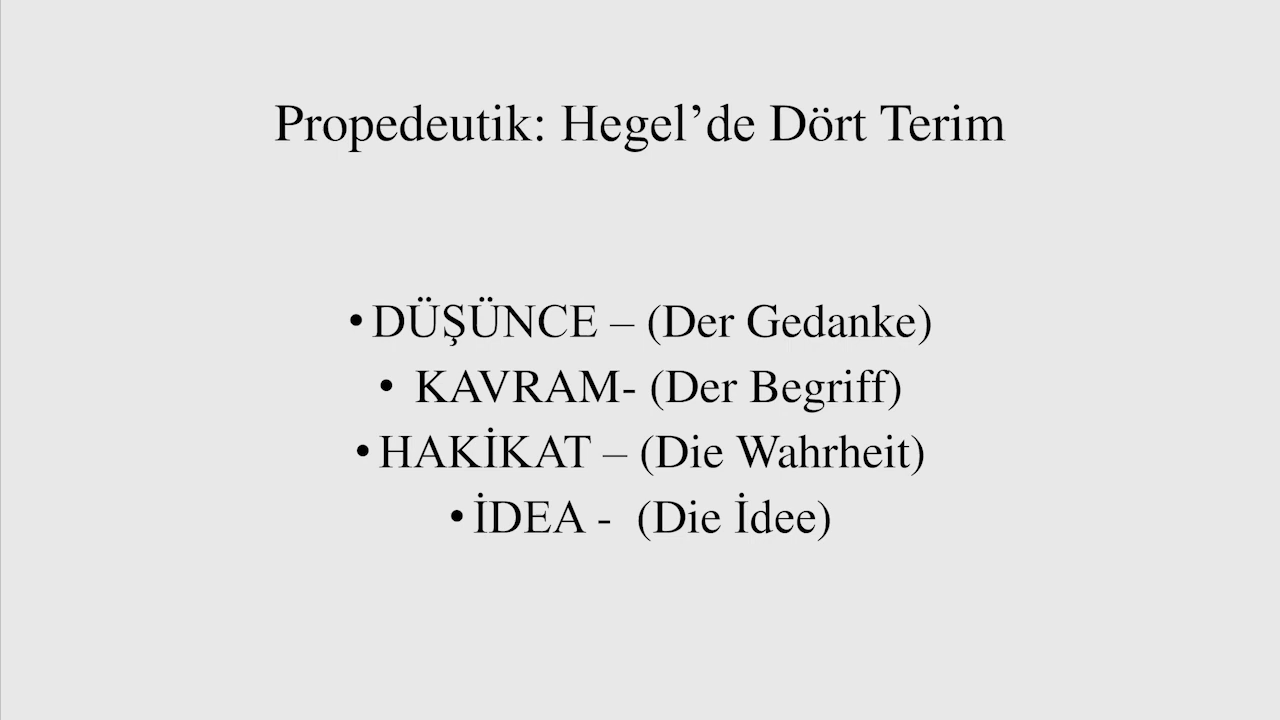 Propedeutik: Hegel’de Dört Terim
• DÜŞÜNCE – (Der Gedanke)
• KAVRAM- (Der Begriff)
• HAKİKAT – (Die Wahrheit)
• İDEA - (Die İdee)